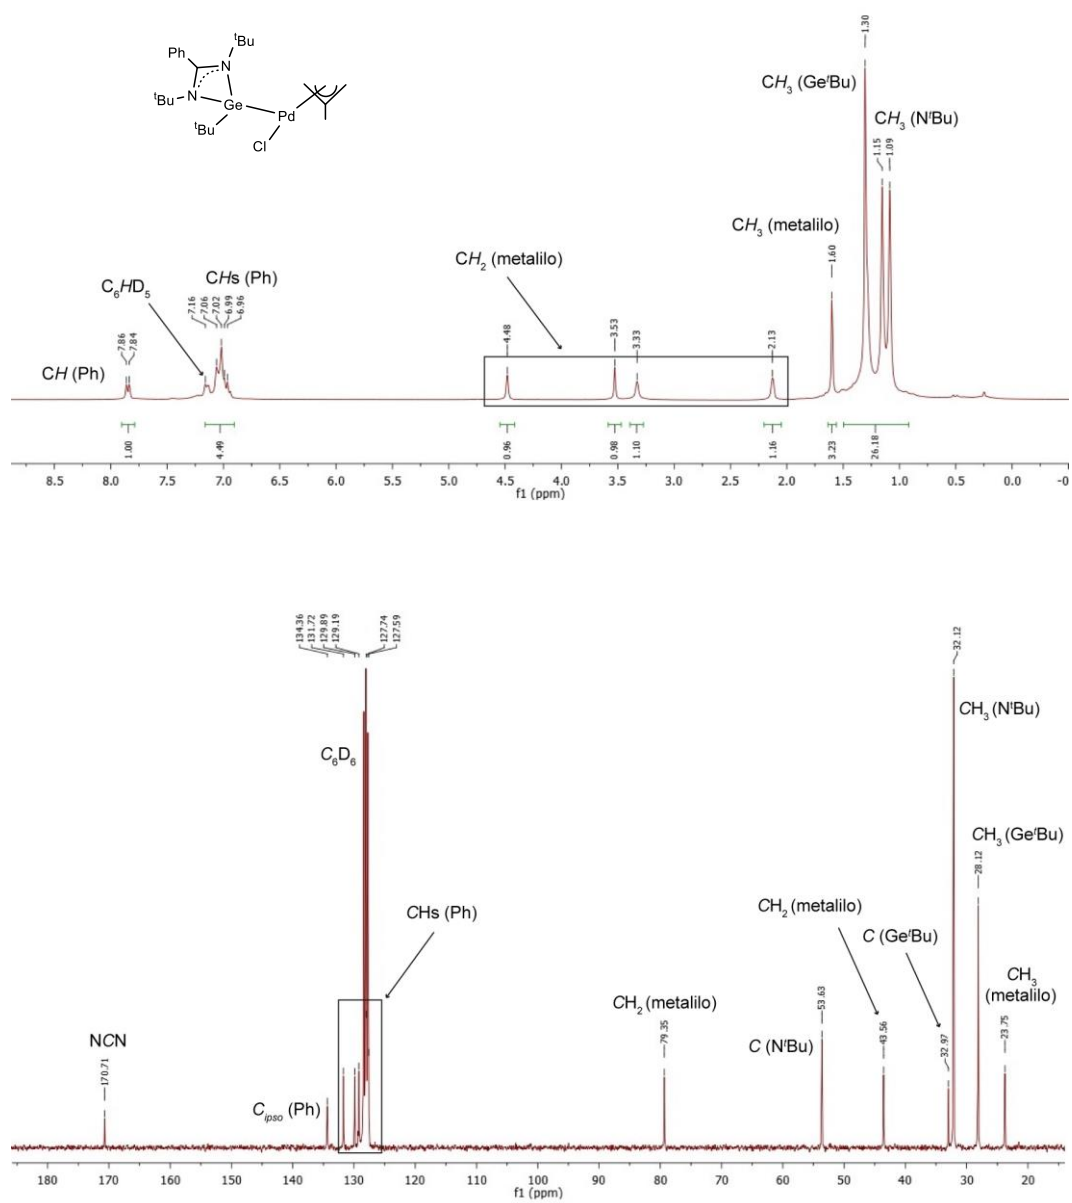 1.30
CH₃ (GeᵗBu)
CH₃ (NᵗBu)
1.15
1.09
ᵗBu
Ph
N
N
ᵗBu
Ge
Pd
ᵗBu
Cl
CH₃ (metalilo)
1.60
CH₂ (metalilo)
CHs (Ph)
C₆HD₅
7.16
7.06
7.02
6.99
6.96
7.86
7.84
CH (Ph)
4.48
3.53
3.33
2.13
1.00
4.49
0.96
0.98
1.10
1.16
3.23
26.18
8.5 8.0 7.5 7.0 6.5 6.0 5.5 5.0 4.5 4.0 3.5 3.0 2.5 2.0 1.5 1.0 0.5 0.0 -0
f1 (ppm)
134.36
131.72
129.89
129.19
127.74
127.59
32.12
CH₃ (NᵗBu)
C₆D₆
28.12
CH₃ (GeᵗBu)
CHs (Ph)
CH₂ (metalilo)
C (GeᵗBu)
CH₃
(metalilo)
CH₂ (metalilo)
79.35
53.63
C (NᵗBu)
43.56
32.97
23.75
NCN
170.71
Cipso (Ph)
180 170 160 150 140 130 120 110 100 90 80 70 60 50 40 30 20
f1 (ppm)